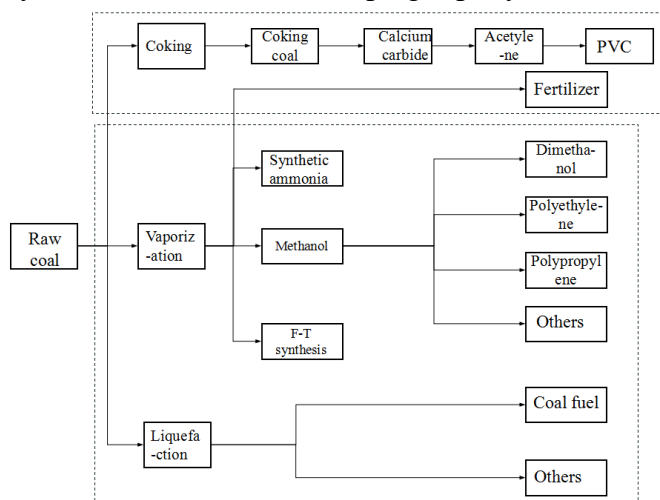 Coking
Coking
coal
Calcium
carbide
Acetyle
-ne
PVC
Fertilizer
Synthetic
ammonia
Dimetha-
nol
Polyethyle-
ne
Raw
coal
Vaporiz
-ation
Methanol
Polypropyl
ene
Others
F-T
synthesis
Coal fuel
Liquefa
-ction
Others